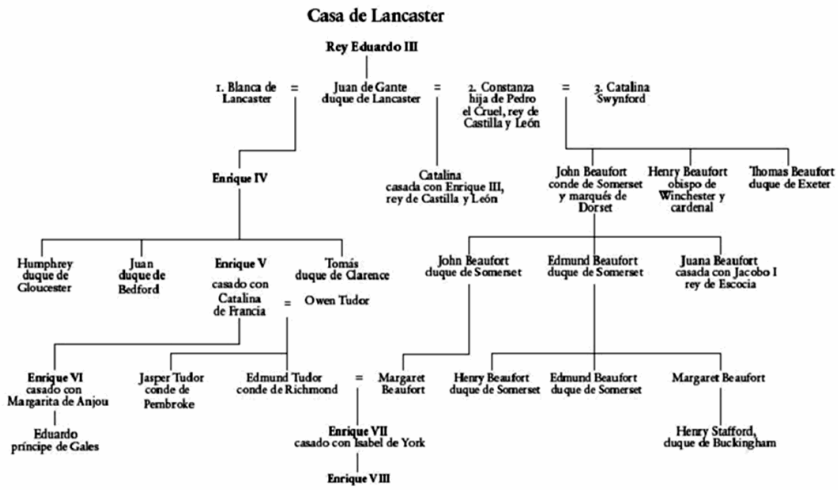 Casa de Lancaster
Rey Eduardo III
1. Blanca de
Lancaster
=
Juan de Gante
duque de Lancaster
=
2. Constanza
hija de Pedro
el Cruel, rey de
Castilla y León
=
3. Catalina
Swynford
Enrique IV
Catalina
casada con Enrique III,
rey de Castilla y León
John Beaufort
conde de Somerset
y marqués de
Dorset
Henry Beaufort
obispo de
Winchester y
cardenal
Thomas Beaufort
duque de Exeter
Humphrey
duque de
Gloucester
Juan
duque de
Bedford
Enrique V
casado con
Catalina
de Francia
=
Owen Tudor
Tomás
duque de Clarence
John Beaufort
duque de Somerset
Edmund Beaufort
duque de Somerset
Juana Beaufort
casada con Jacobo I
rey de Escocia
Enrique VI
casado con
Margarita de Anjou
Jasper Tudor
conde de
Pembroke
Edmund Tudor
conde de Richmond
=
Margaret
Beaufort
Henry Beaufort
duque de Somerset
Edmund Beaufort
duque de Somerset
Margaret Beaufort
Eduardo
príncipe de Gales
Enrique VII
casado con Isabel de York
Henry Stafford,
duque de Buckingham
Enrique VIII